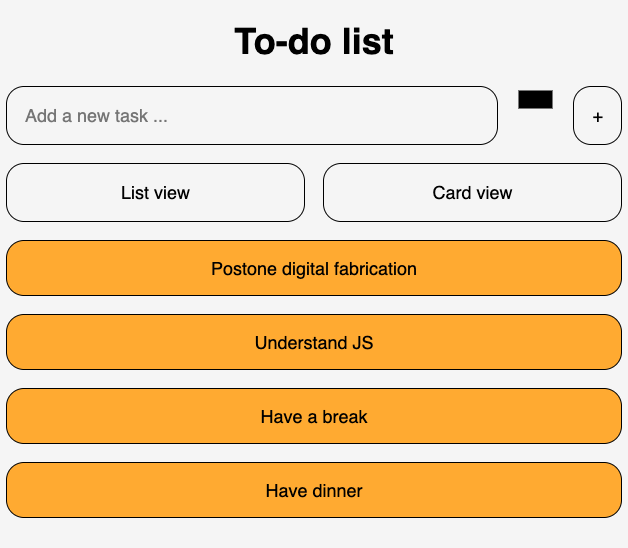 To-do list
Add a new task ...
+
List view
Card view
Postone digital fabrication
Understand JS
Have a break
Have dinner